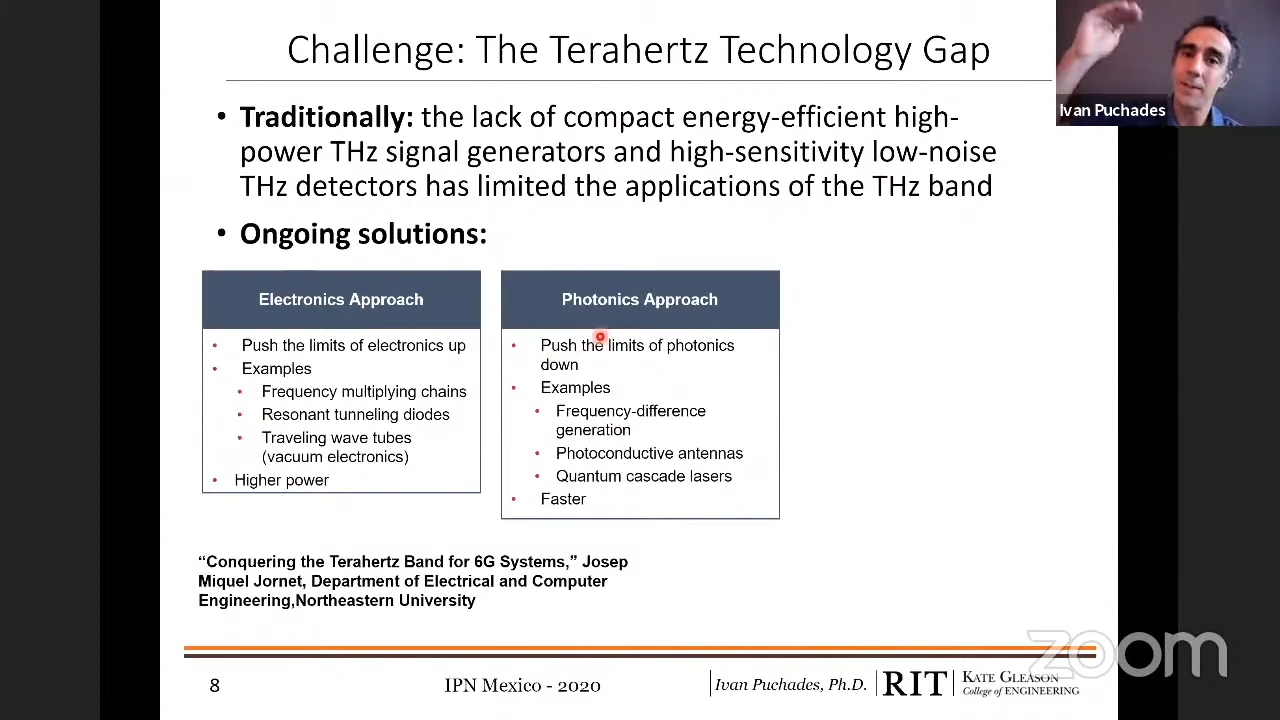 Challenge: The Terahertz Technology Gap
Ivan Puchades
• Traditionally: the lack of compact energy-efficient high-
power THz signal generators and high-sensitivity low-noise
THz detectors has limited the applications of the THz band
• Ongoing solutions:
Electronics Approach
• Push the limits of electronics up
• Examples
• Frequency multiplying chains
• Resonant tunneling diodes
• Traveling wave tubes
(vacuum electronics)
• Higher power
Photonics Approach
• Push the limits of photonics
down
• Examples
• Frequency-difference
generation
• Photoconductive antennas
• Quantum cascade lasers
• Faster
“Conquering the Terahertz Band for 6G Systems,” Josep
Miquel Jornet, Department of Electrical and Computer
Engineering,Northeastern University
zoom
8
IPN Mexico - 2020
Ivan Puchades, Ph.D.
RIT
KATE GLEASON
College of ENGINEERING